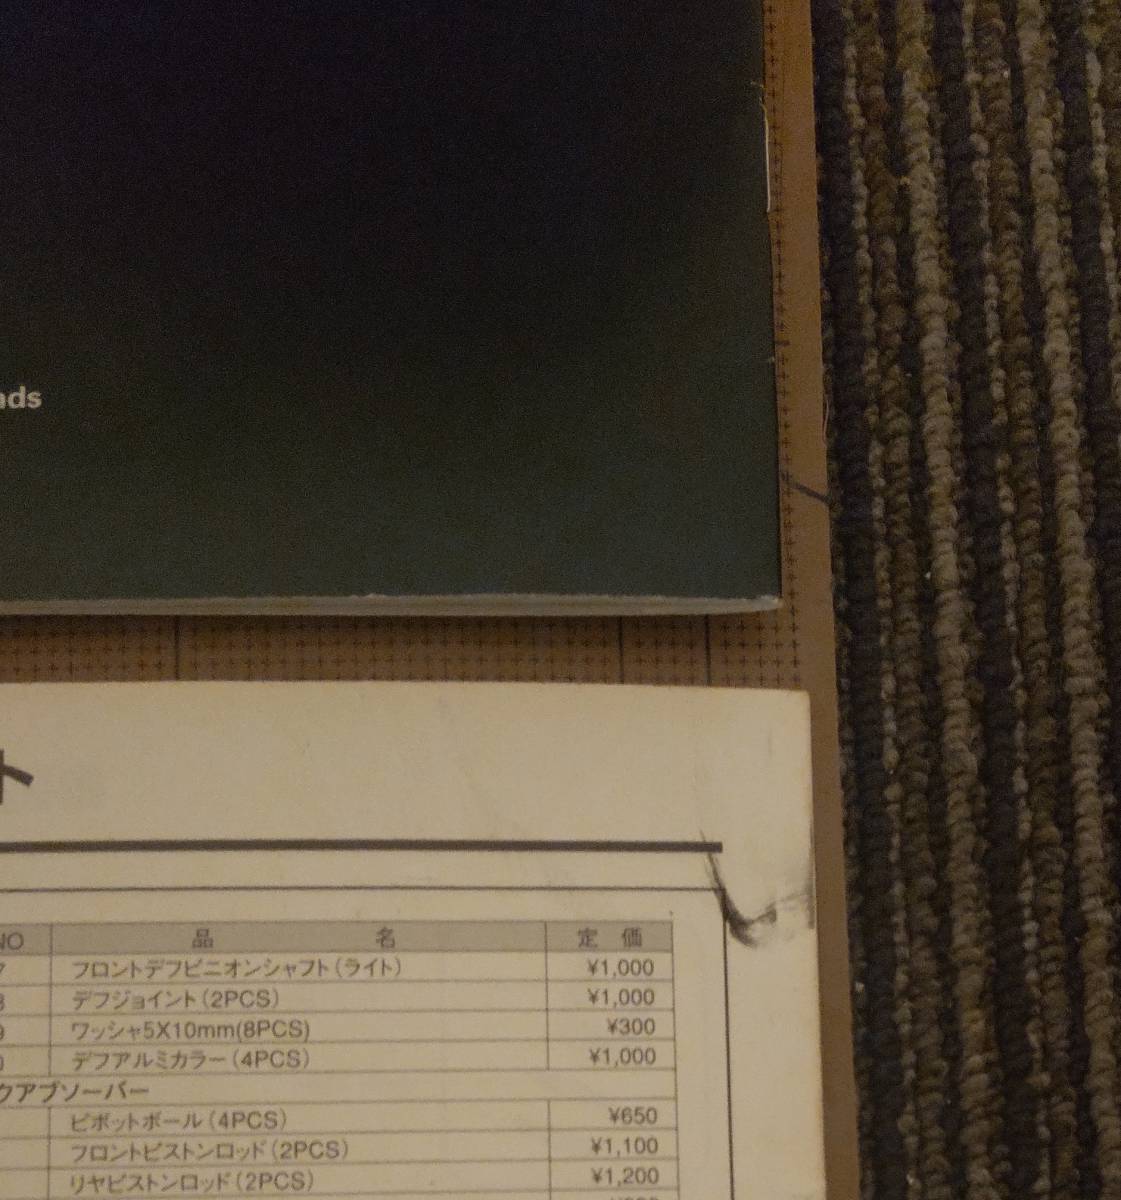 nds
ト
NO 品 名 定 価
7 フロントデフピニオンシャフト（ライト） ¥1,000
8 デフジョイント（2PCS） ¥1,000
9 ワッシャ5X10mm(8PCS) ¥300
0 デフアルミカラー（4PCS） ¥1,000
クアブソーバー
ピボットボール（4PCS） ¥650
フロントピストンロッド（2PCS） ¥1,100
リヤピストンロッド（2PCS） ¥1,200